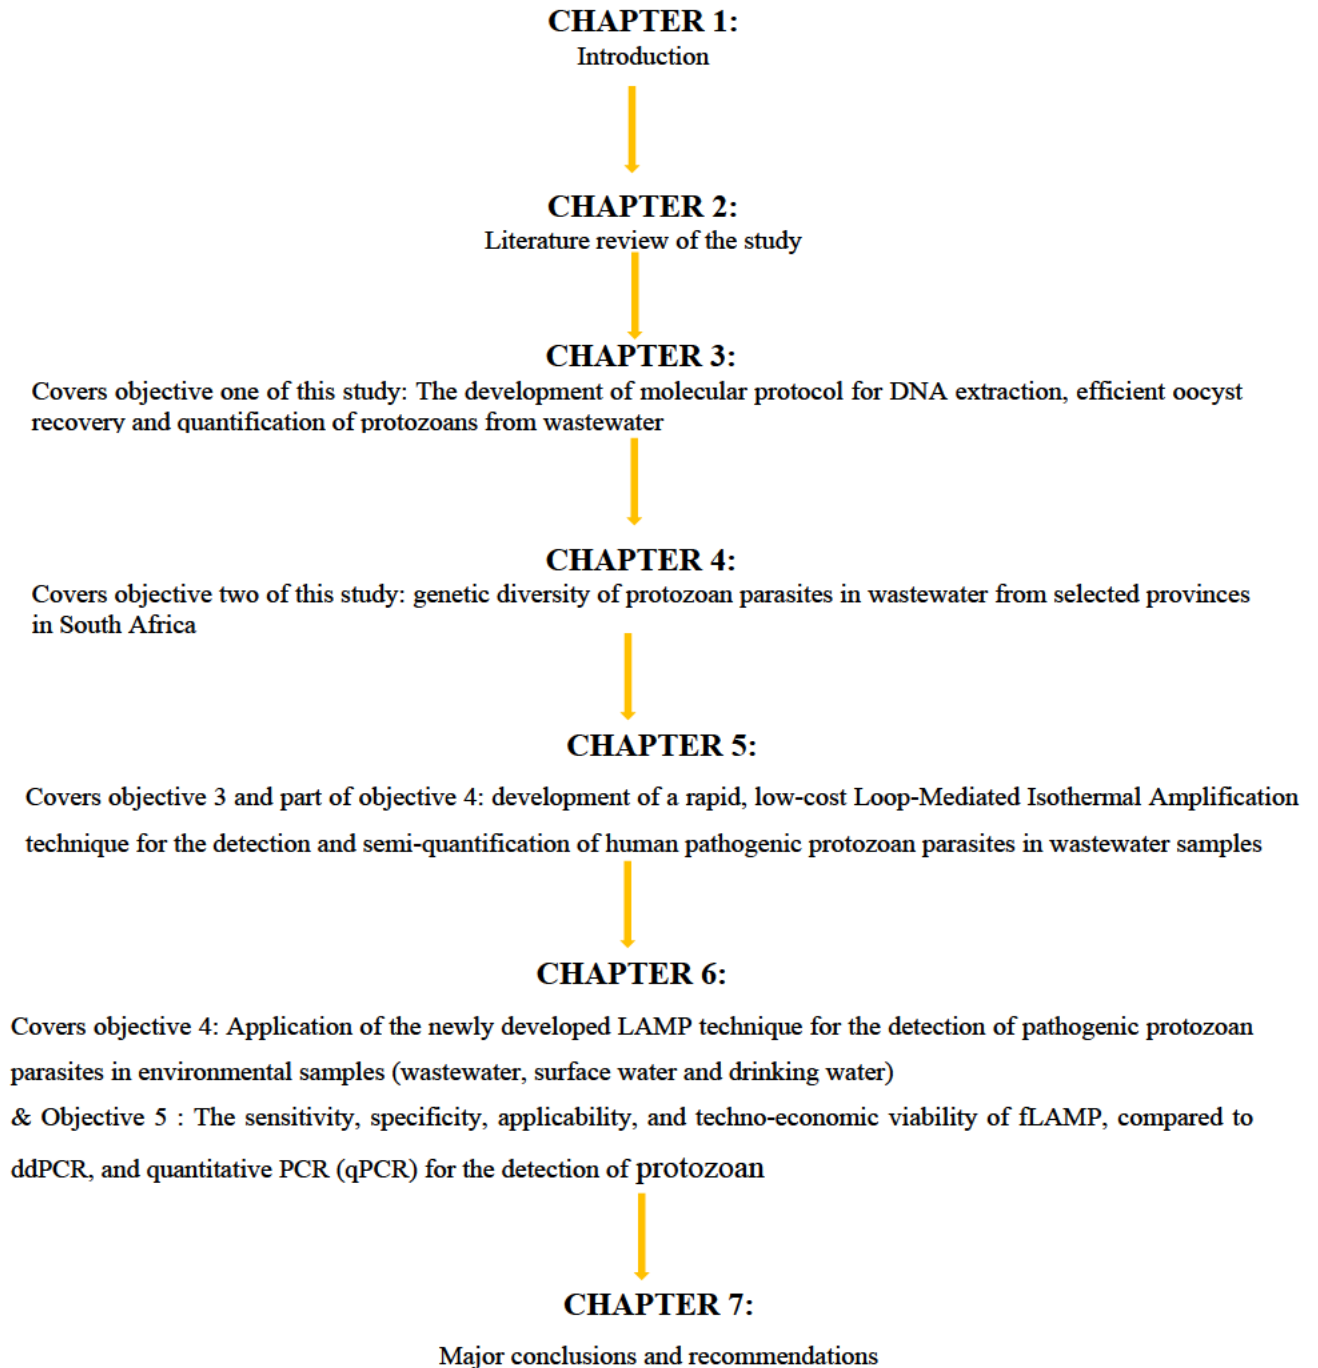 CHAPTER 1:
Introduction
CHAPTER 2:
Literature review of the study
CHAPTER 3:
Covers objective one of this study: The development of molecular protocol for DNA extraction, efficient oocyst
recovery and quantification of protozoans from wastewater
CHAPTER 4:
Covers objective two of this study: genetic diversity of protozoan parasites in wastewater from selected provinces
in South Africa
CHAPTER 5:
Covers objective 3 and part of objective 4: development of a rapid, low-cost Loop-Mediated Isothermal Amplification
technique for the detection and semi-quantification of human pathogenic protozoan parasites in wastewater samples
CHAPTER 6:
Covers objective 4: Application of the newly developed LAMP technique for the detection of pathogenic protozoan
parasites in environmental samples (wastewater, surface water and drinking water)
& Objective 5 : The sensitivity, specificity, applicability, and techno-economic viability of fLAMP, compared to
ddPCR, and quantitative PCR (qPCR) for the detection of protozoan
CHAPTER 7:
Major conclusions and recommendations